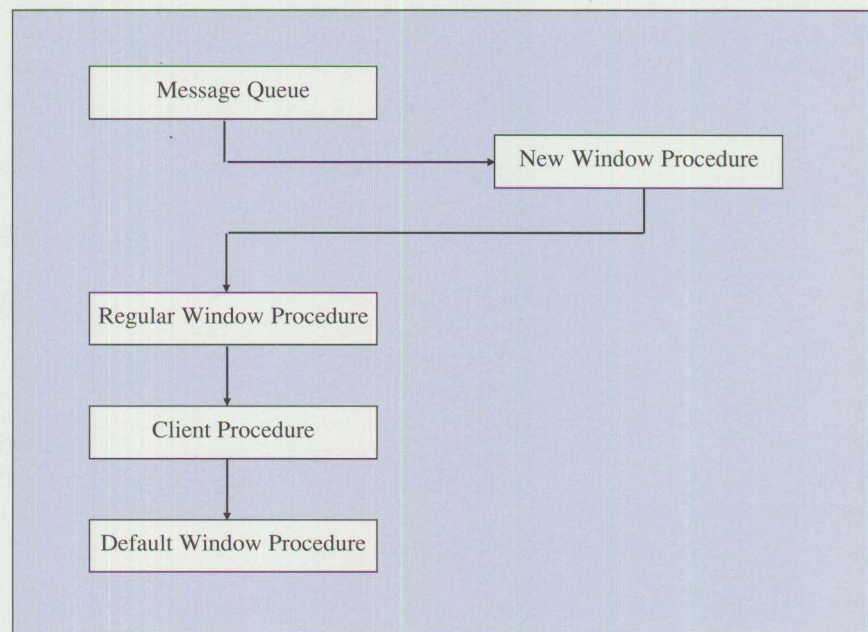 Message Queue
New Window Procedure
Regular Window Procedure
Client Procedure
Default Window Procedure